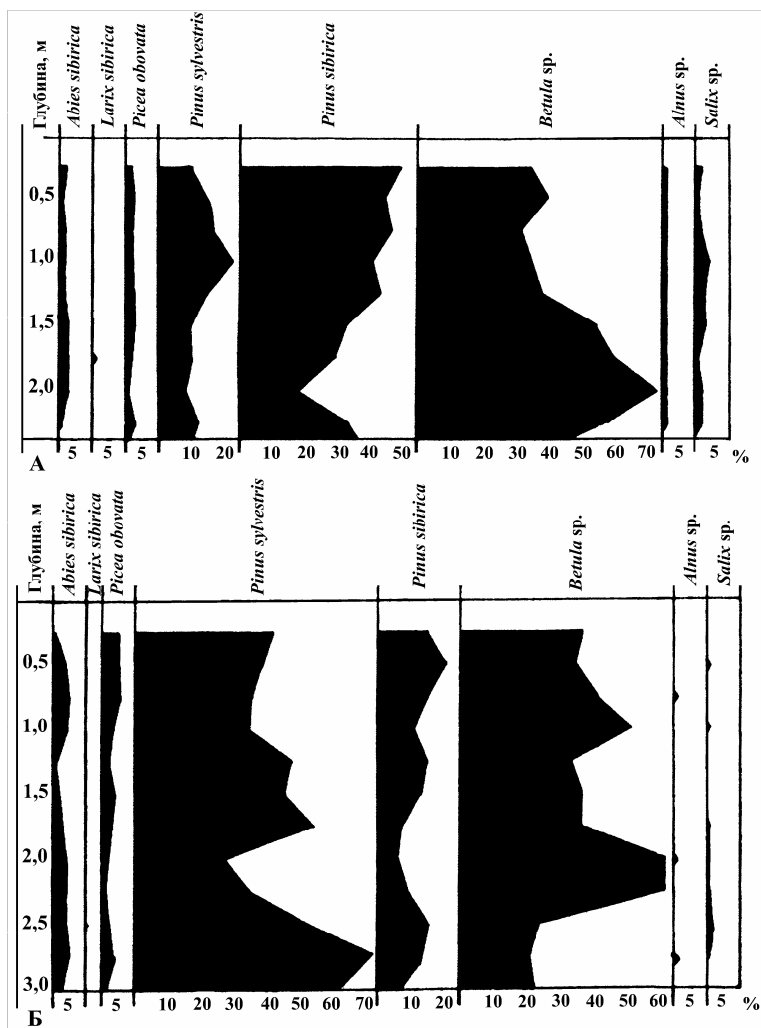 Глубина, м
Abies sibirica
Larix sibirica
Picea obovata
Pinus sylvestris
Pinus sibirica
Betula sp.
Alnus sp.
Salix sp.
0,5
1,0
1,5
2,0
А 5 5 5 10 20 10 20 30 40 50 10 20 30 40 50 60 70 5 5 %
Глубина, м
Abies sibirica
Larix sibirica
Picea obovata
Pinus sylvestris
Pinus sibirica
Betula sp.
Alnus sp.
Salix sp.
0,5
1,0
1,5
2,0
2,5
3,0
Б 5 5 10 20 30 40 50 60 70 10 20 10 20 30 40 50 60 5 5 %